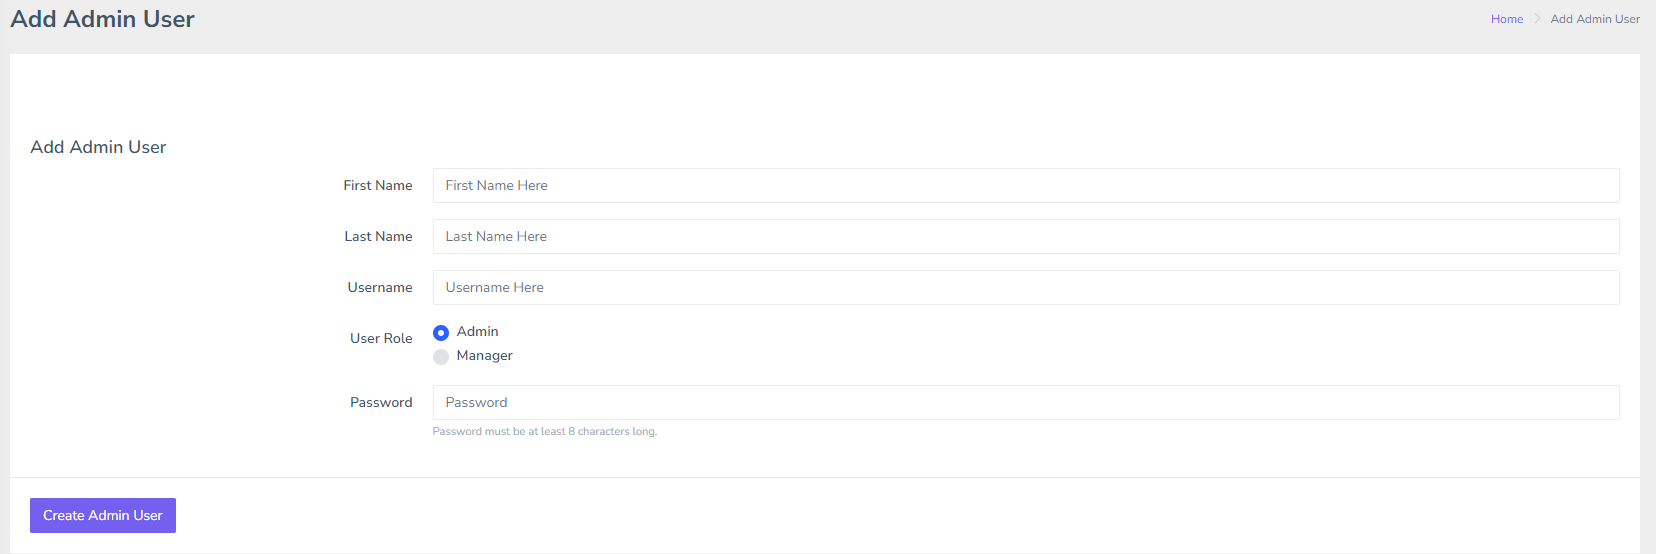 Add Admin User
Home > Add Admin User
Add Admin User
First Name First Name Here
Last Name Last Name Here
Username Username Here
User Role Admin
Manager
Password Password
Password must be at least 8 characters long.
Create Admin User